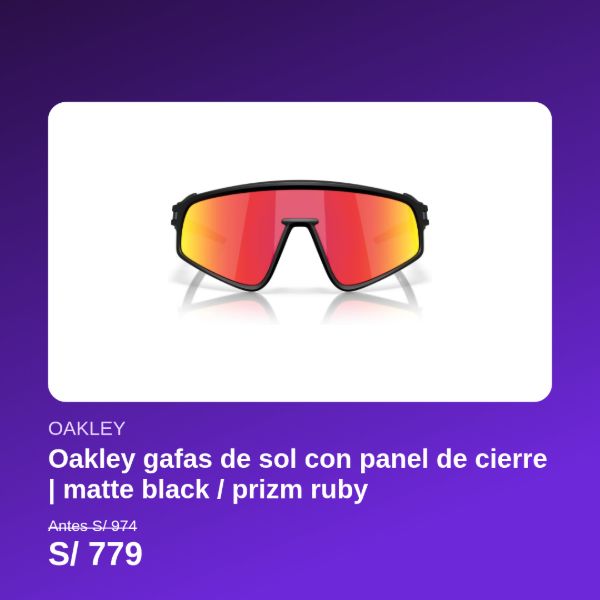 OAKLEY
Oakley gafas de sol con panel de cierre
| matte black / prizm ruby
Antes S/ 974
S/ 779